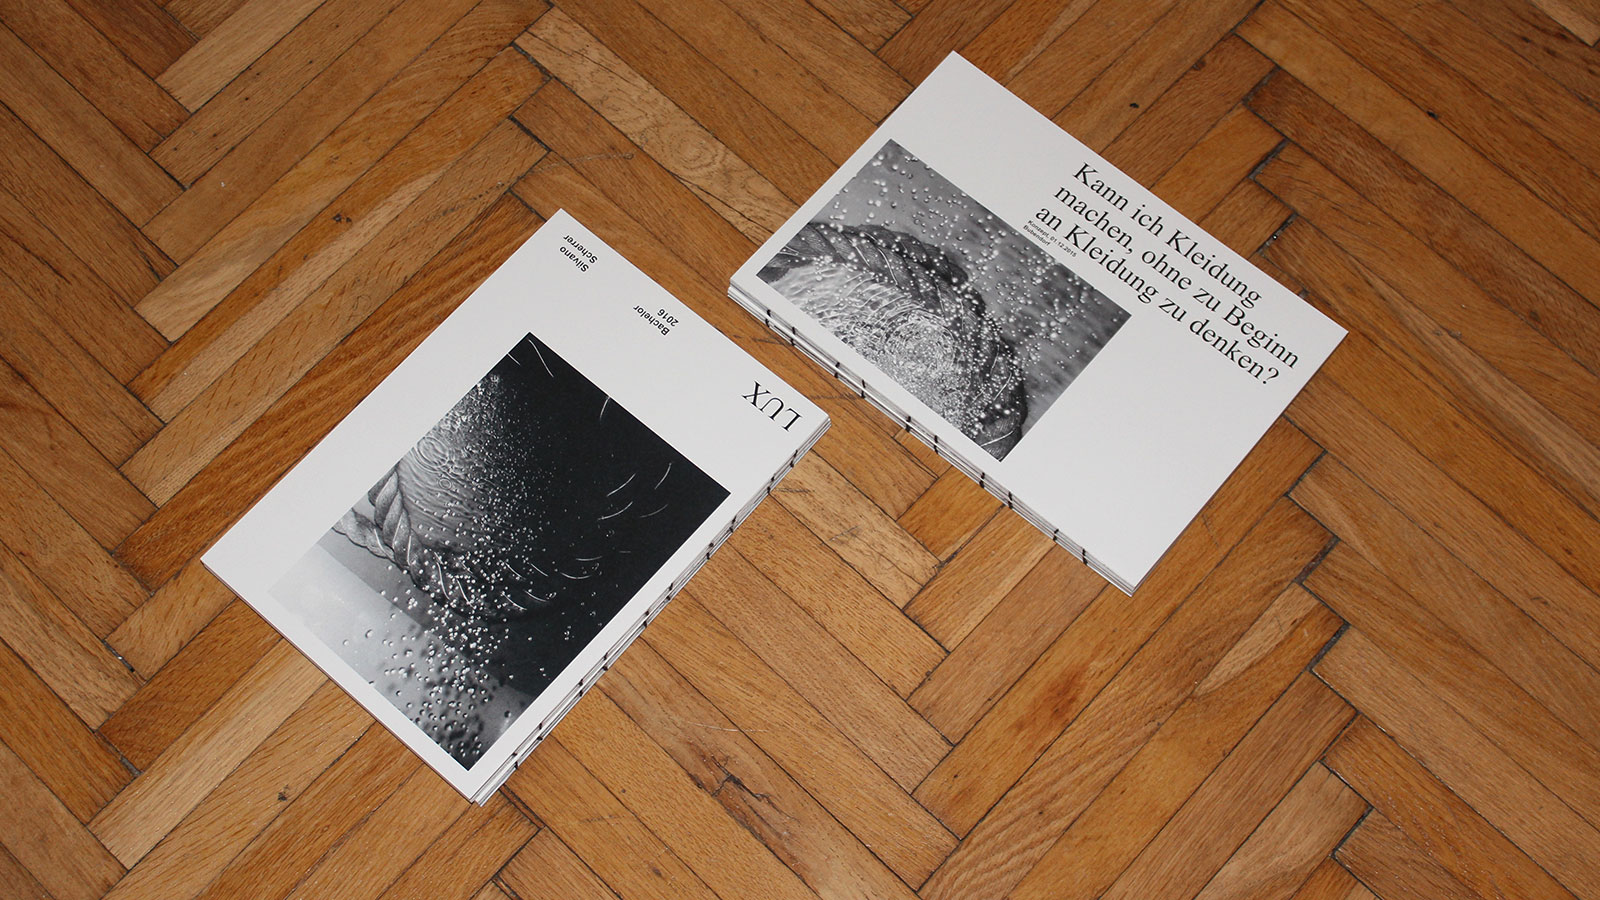 Silvano
Scherrer
Bachelor
2016
LUX
Kann ich Kleidung
machen, ohne zu Beginn
an Kleidung zu denken?
Konzept, 01.12.2015
Bubendorf